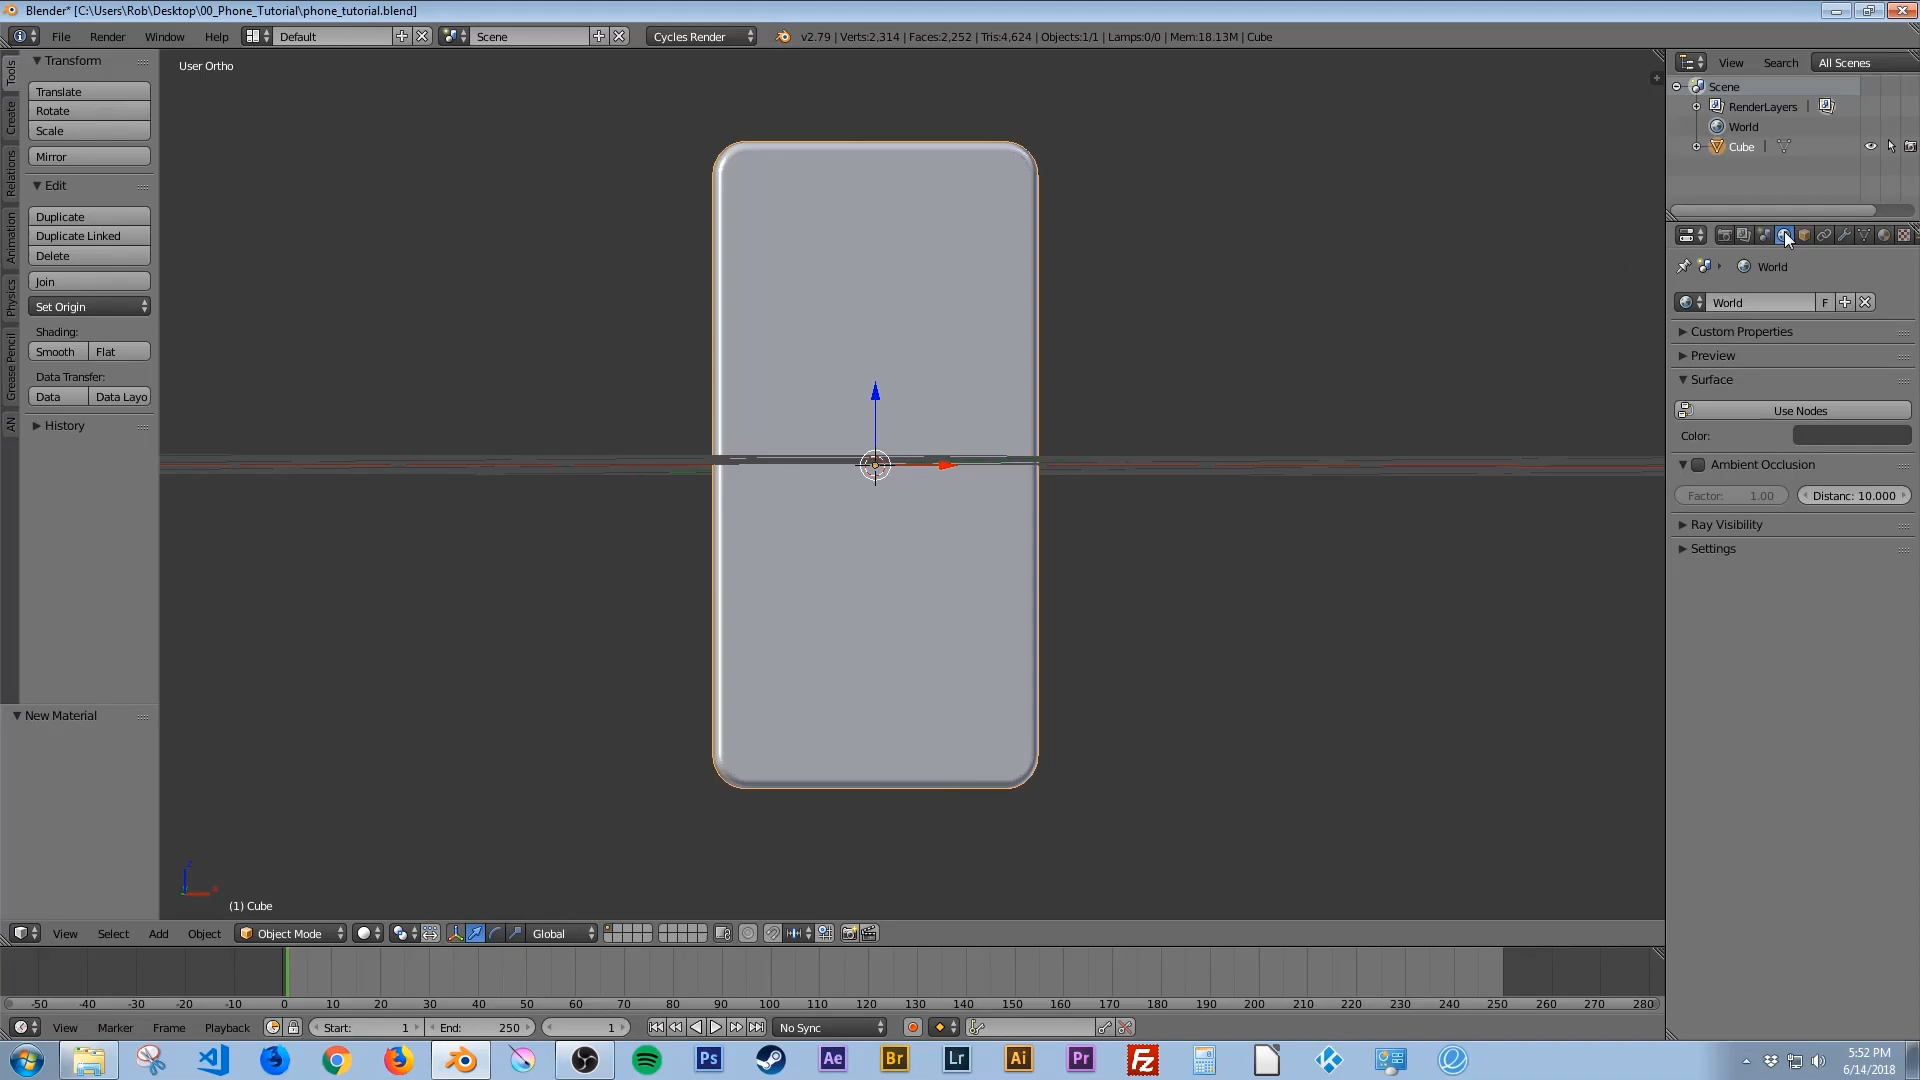 Blender* [C:\Users\Rob\Desktop\00_Phone_Tutorial\phone_tutorial.blend]
File Render Window Help Default Scene Cycles Render v2.79 | Verts:2,314 | Faces:2,252 | Tris:4,624 | Objects:1/1 | Lamps:0/0 | Mem:18.13M | Cube
Tools
Create
Relations
Animation
Physics
Grease Pencil
AN
Transform
Translate
Rotate
Scale
Mirror
Edit
Duplicate
Duplicate Linked
Delete
Join
Set Origin
Shading:
Smooth Flat
Data Transfer:
Data Data Layo
History
New Material
User Ortho
z
(1) Cube
View Search All Scenes
Scene
RenderLayers |
World
Cube |
World
World F
Custom Properties
Preview
Surface
Use Nodes
Color:
Ambient Occlusion
Factor: 1.00 Distanc: 10.000
Ray Visibility
Settings
View Select Add Object Object Mode Global
-50 -40 -30 -20 -10 0 10 20 30 40 50 60 70 80 90 100 110 120 130 140 150 160 170 180 190 200 210 220 230 240 250 260 270 280
View Marker Frame Playback Start: 1 End: 250 1 No Sync
Ps Ae Br Lr Ai Pr Fz
5:52 PM
6/14/2018